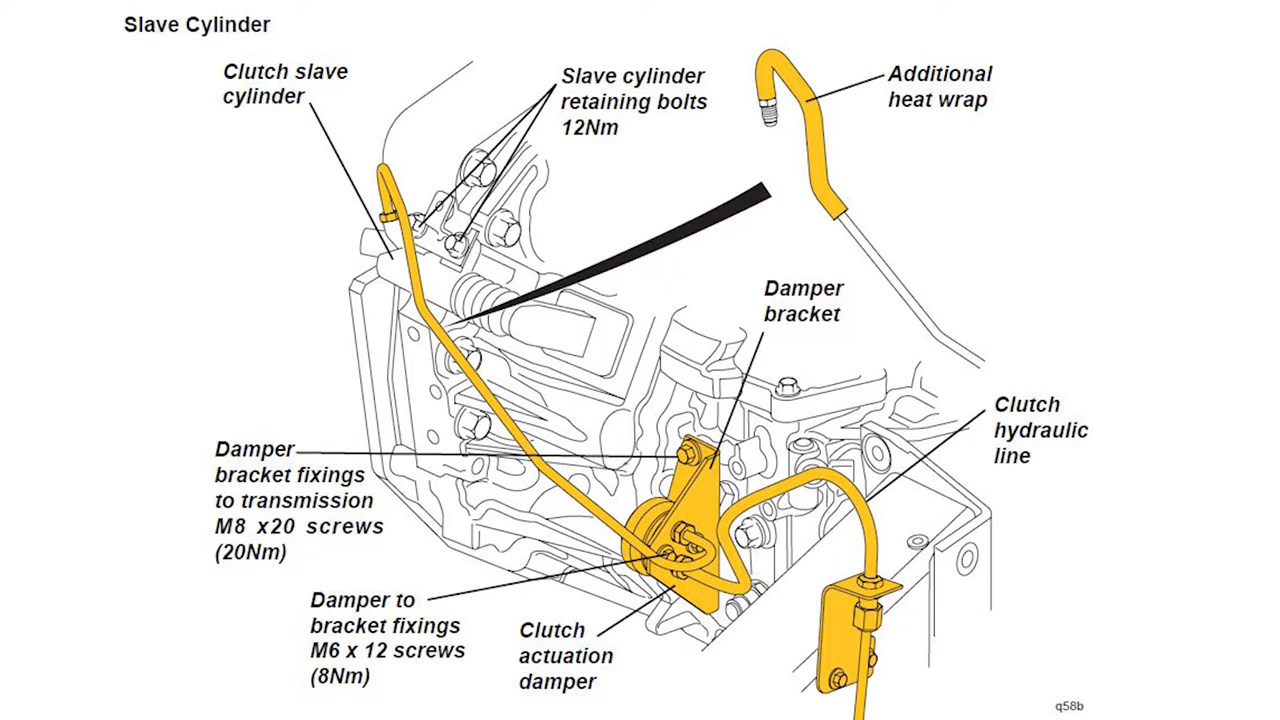 Slave Cylinder
Clutch slave
cylinder
Slave cylinder
retaining bolts
12Nm
Additional
heat wrap
Damper
bracket
Clutch
hydraulic
line
Damper
bracket fixings
to transmission
M8 x20 screws
(20Nm)
Damper to
bracket fixings
M6 x 12 screws
(8Nm)
Clutch
actuation
damper
q58b